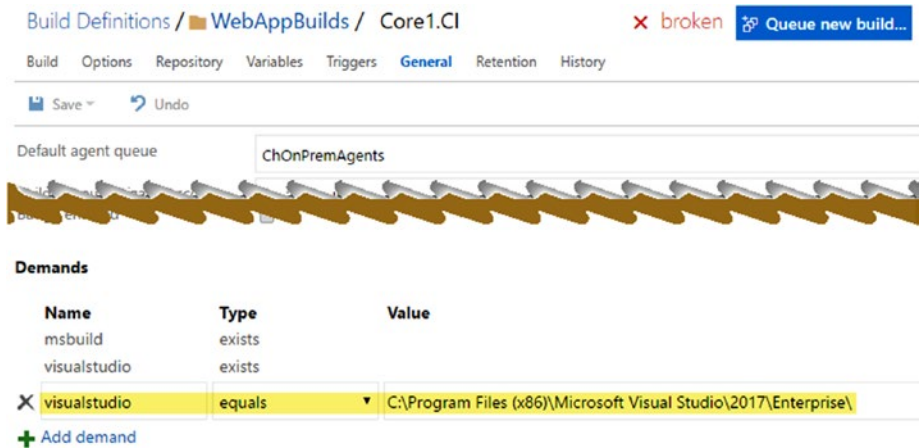 Build Definitions / WebAppBuilds / Core1.CI broken Queue new build...
Build Options Repository Variables Triggers General Retention History
Save Undo
Default agent queue ChOnPremAgents
Demands
Name Type Value
msbuild exists
visualstudio exists
visualstudio equals C:\Program Files (x86)\Microsoft Visual Studio\2017\Enterprise\
Add demand